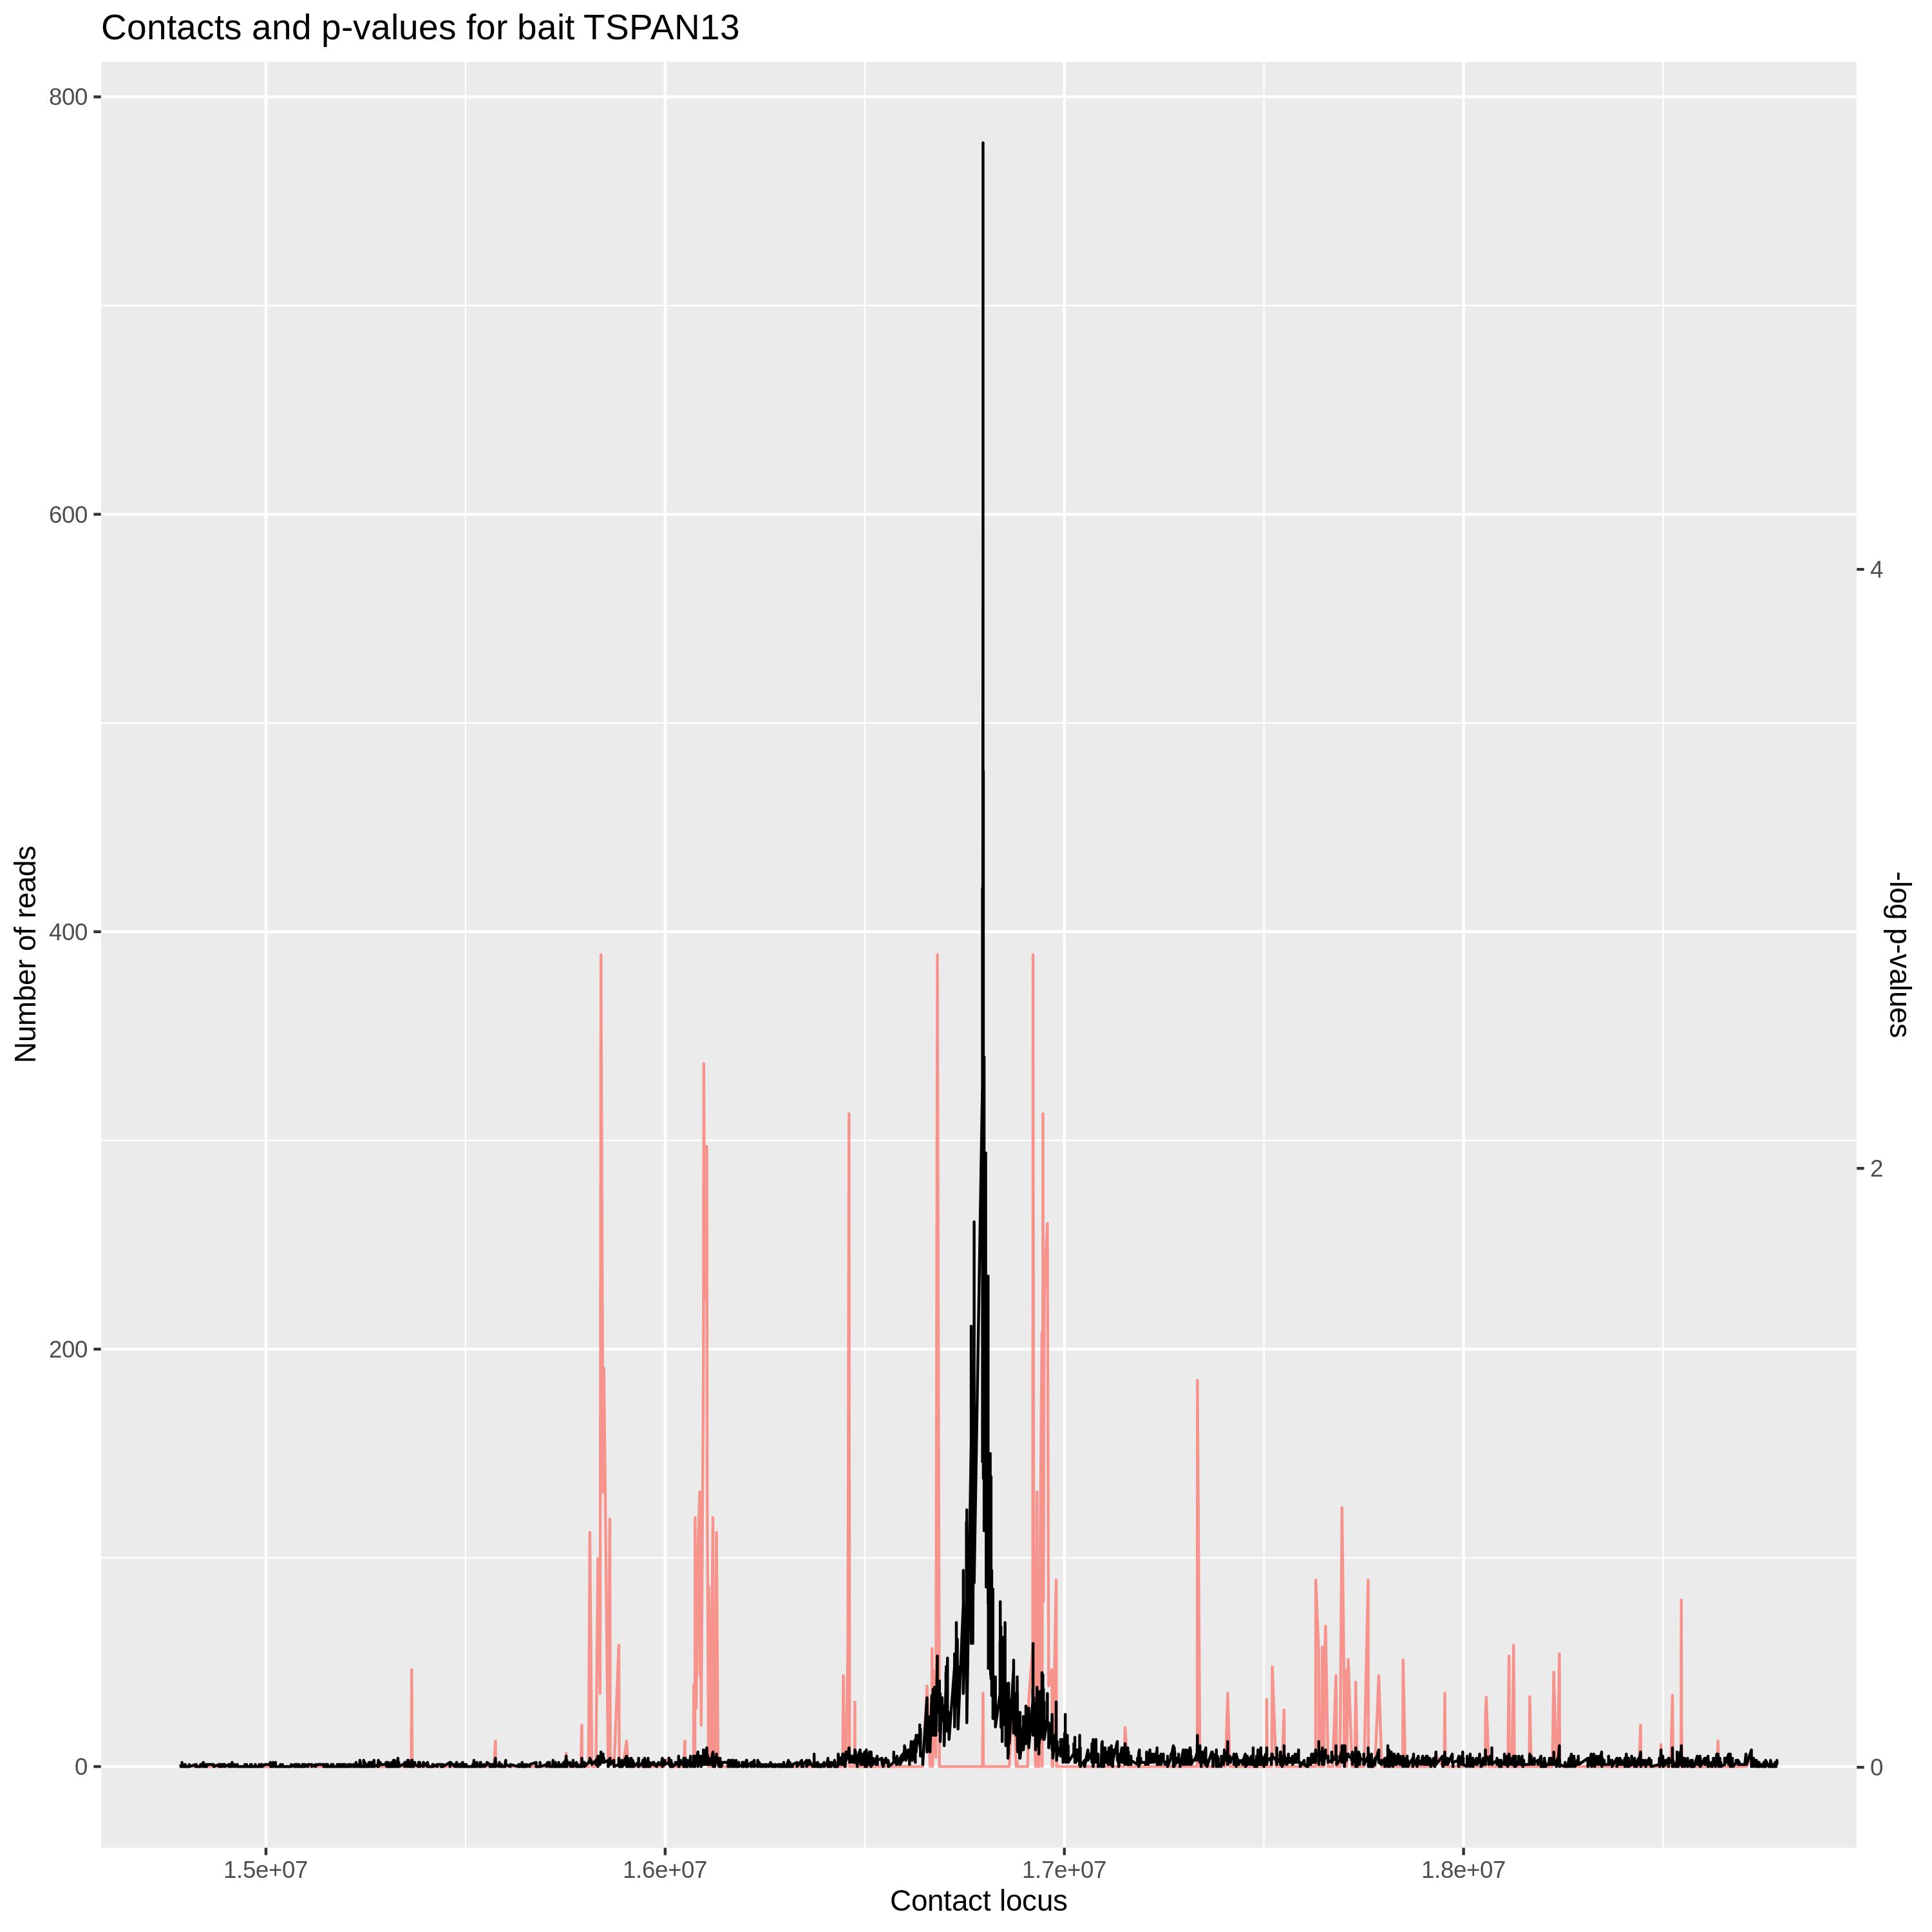 Contacts and p-values for bait TSPAN13
800
600
400
200
0
Number of reads
4
2
0
-log p-values
1.5e+07
1.6e+07
1.7e+07
1.8e+07
Contact locus